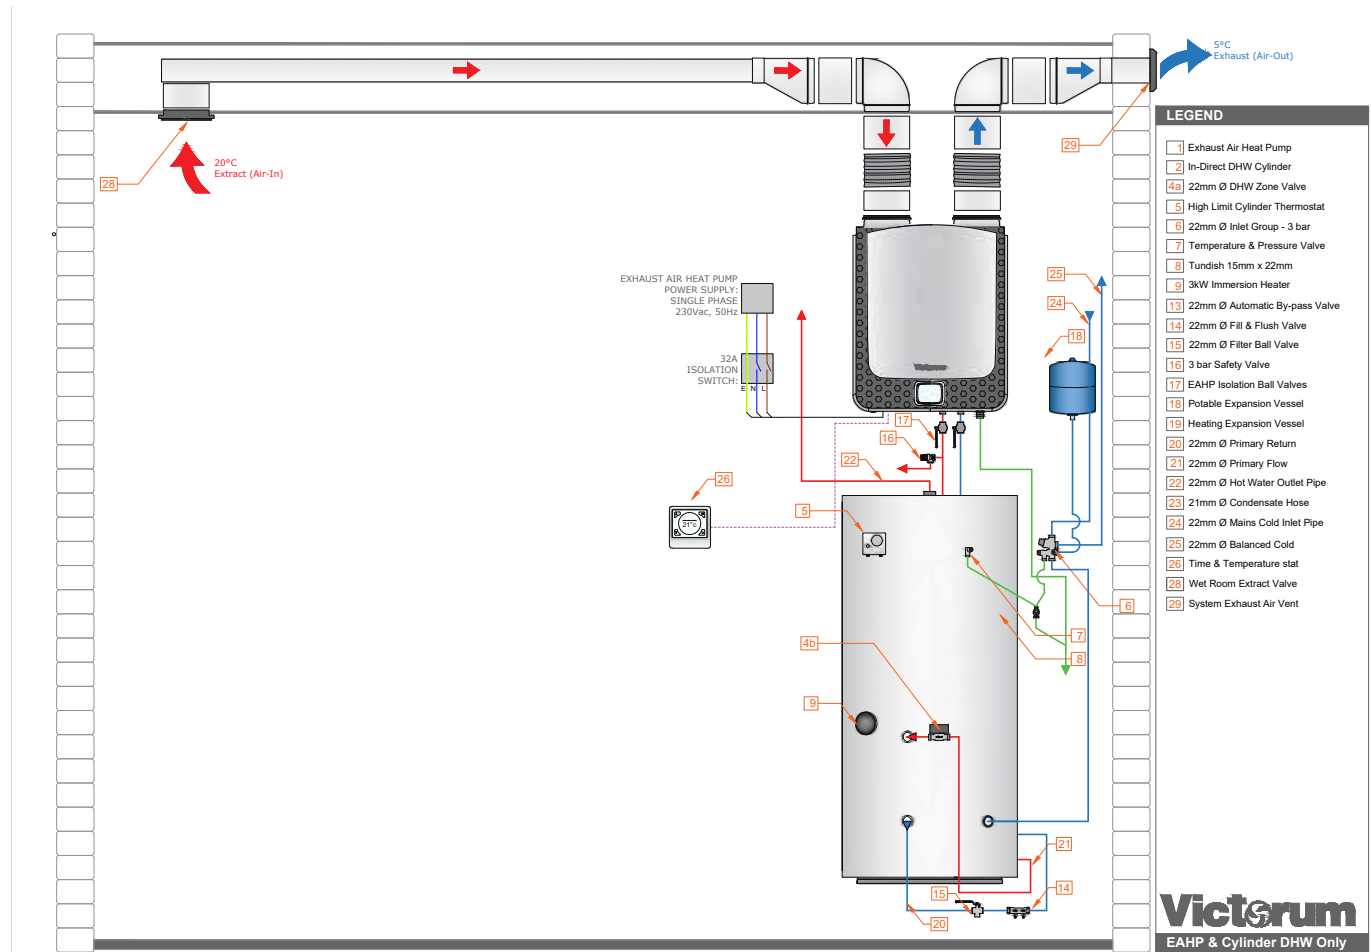 5°C
Exhaust (Air-Out)
20°C
Extract (Air-In)
28
29
EXHAUST AIR HEAT PUMP
POWER SUPPLY:
SINGLE PHASE
230Vac, 50Hz
32A
ISOLATION
SWITCH:
E N L
25
24
18
17
16
22
26
21°c
5
6
7
8
4b
9
21
14
15
20
LEGEND
1 Exhaust Air Heat Pump
2 In-Direct DHW Cylinder
4a 22mm Ø DHW Zone Valve
5 High Limit Cylinder Thermostat
6 22mm Ø Inlet Group - 3 bar
7 Temperature & Pressure Valve
8 Tundish 15mm x 22mm
9 3kW Immersion Heater
13 22mm Ø Automatic By-pass Valve
14 22mm Ø Fill & Flush Valve
15 22mm Ø Filter Ball Valve
16 3 bar Safety Valve
17 EAHP Isolation Ball Valves
18 Potable Expansion Vessel
19 Heating Expansion Vessel
20 22mm Ø Primary Return
21 22mm Ø Primary Flow
22 22mm Ø Hot Water Outlet Pipe
23 21mm Ø Condensate Hose
24 22mm Ø Mains Cold Inlet Pipe
25 22mm Ø Balanced Cold
26 Time & Temperature stat
28 Wet Room Extract Valve
29 System Exhaust Air Vent
Victorum
EAHP & Cylinder DHW Only